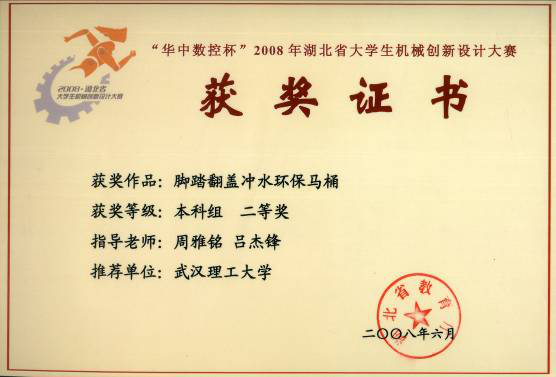 “华中数控杯”2008年湖北省大学生机械创新设计大赛
2008·湖北省
大学生机械创新设计大赛
获奖证书
获奖作品：脚踏翻盖冲水环保马桶
获奖等级：本科组 二等奖
指导老师：周雅铭 吕杰锋
推荐单位：武汉理工大学
湖北省教育厅
二〇〇八年六月